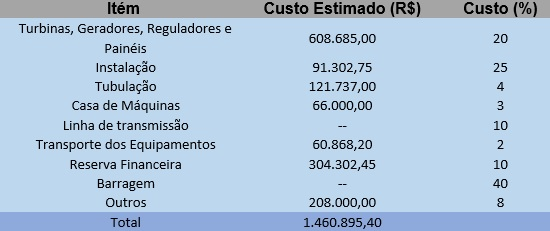 Itém Custo Estimado (R$) Custo (%)
Turbinas, Geradores, Reguladores e
Painéis 608.685,00 20
Instalação 91.302,75 25
Tubulação 121.737,00 4
Casa de Máquinas 66.000,00 3
Linha de transmissão -- 10
Transporte dos Equipamentos 60.868,20 2
Reserva Financeira 304.302,45 10
Barragem -- 40
Outros 208.000,00 8
Total 1.460.895,40